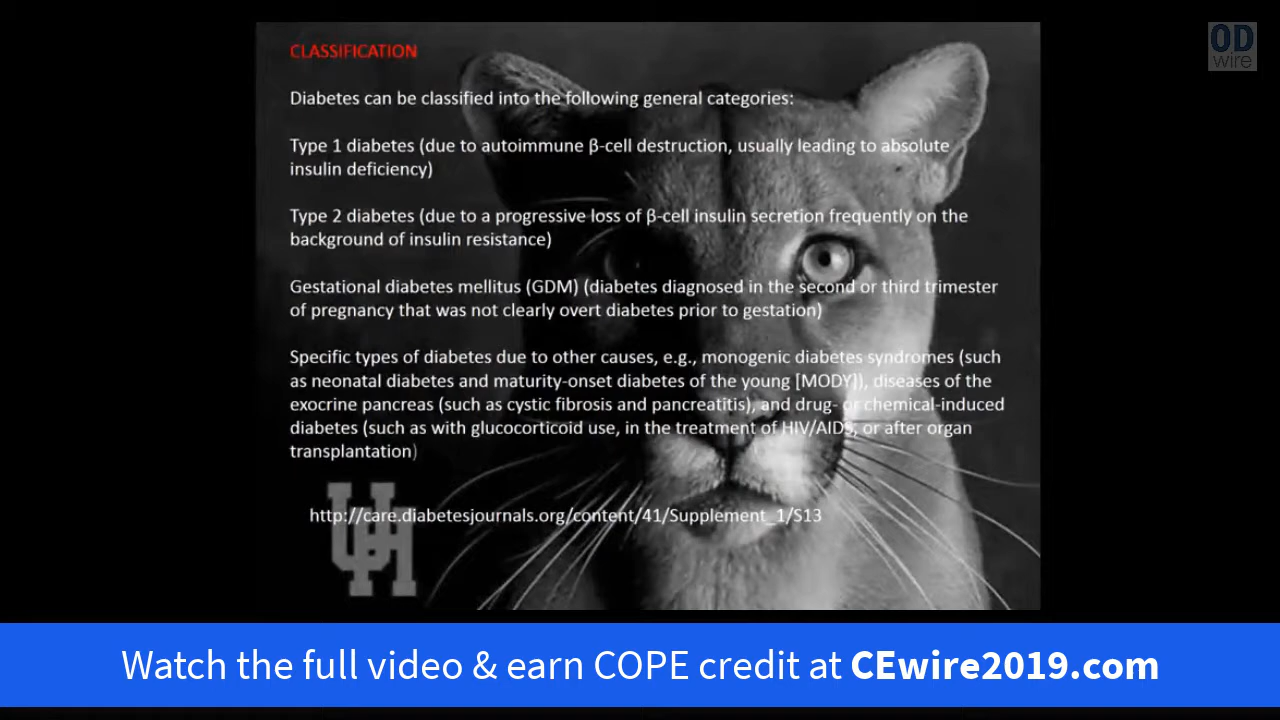 OD
wire
CLASSIFICATION
Diabetes can be classified into the following general categories:
Type 1 diabetes (due to autoimmune β-cell destruction, usually leading to absolute
insulin deficiency)
Type 2 diabetes (due to a progressive loss of β-cell insulin secretion frequently on the
background of insulin resistance)
Gestational diabetes mellitus (GDM) (diabetes diagnosed in the second or third trimester
of pregnancy that was not clearly overt diabetes prior to gestation)
Specific types of diabetes due to other causes, e.g., monogenic diabetes syndromes (such
as neonatal diabetes and maturity-onset diabetes of the young [MODY]), diseases of the
exocrine pancreas (such as cystic fibrosis and pancreatitis), and drug- or chemical-induced
diabetes (such as with glucocorticoid use, in the treatment of HIV/AIDS, or after organ
transplantation)
http://care.diabetesjournals.org/content/41/Supplement_1/S13
UH
Watch the full video & earn COPE credit at CEwire2019.com